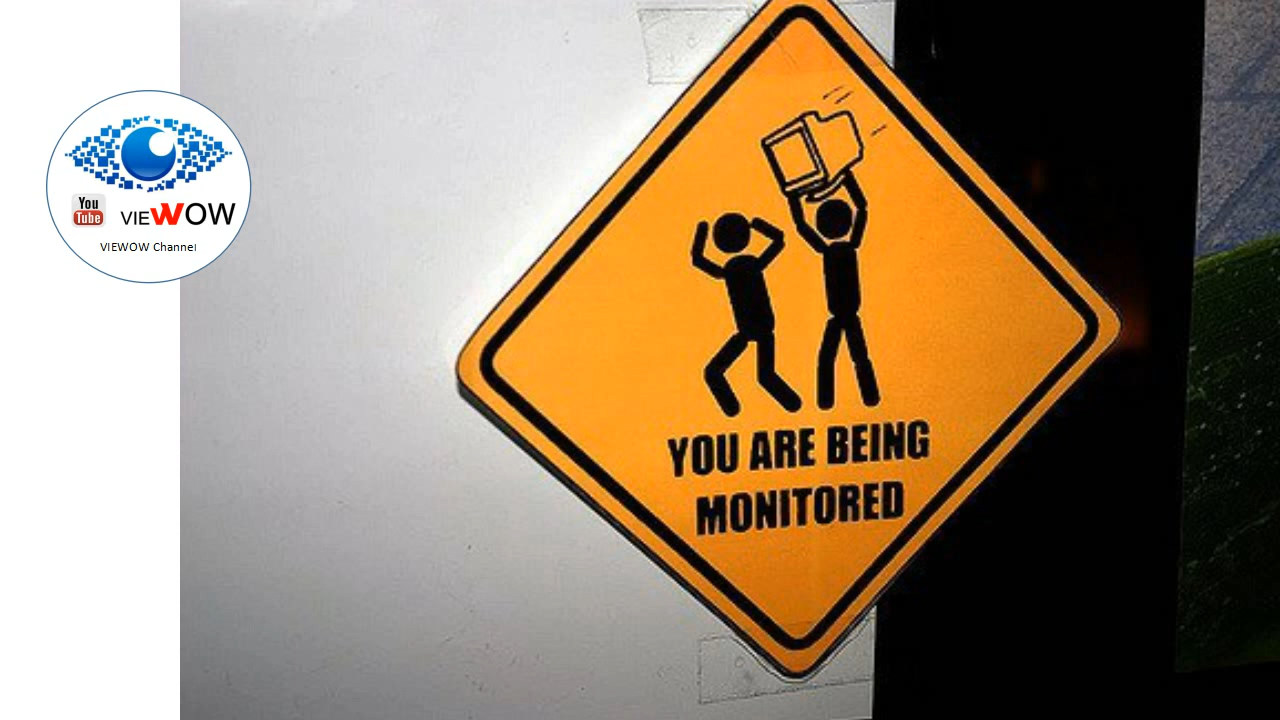 You
Tube
VIEWOW
VIEWOW Channel
YOU ARE BEING
MONITORED